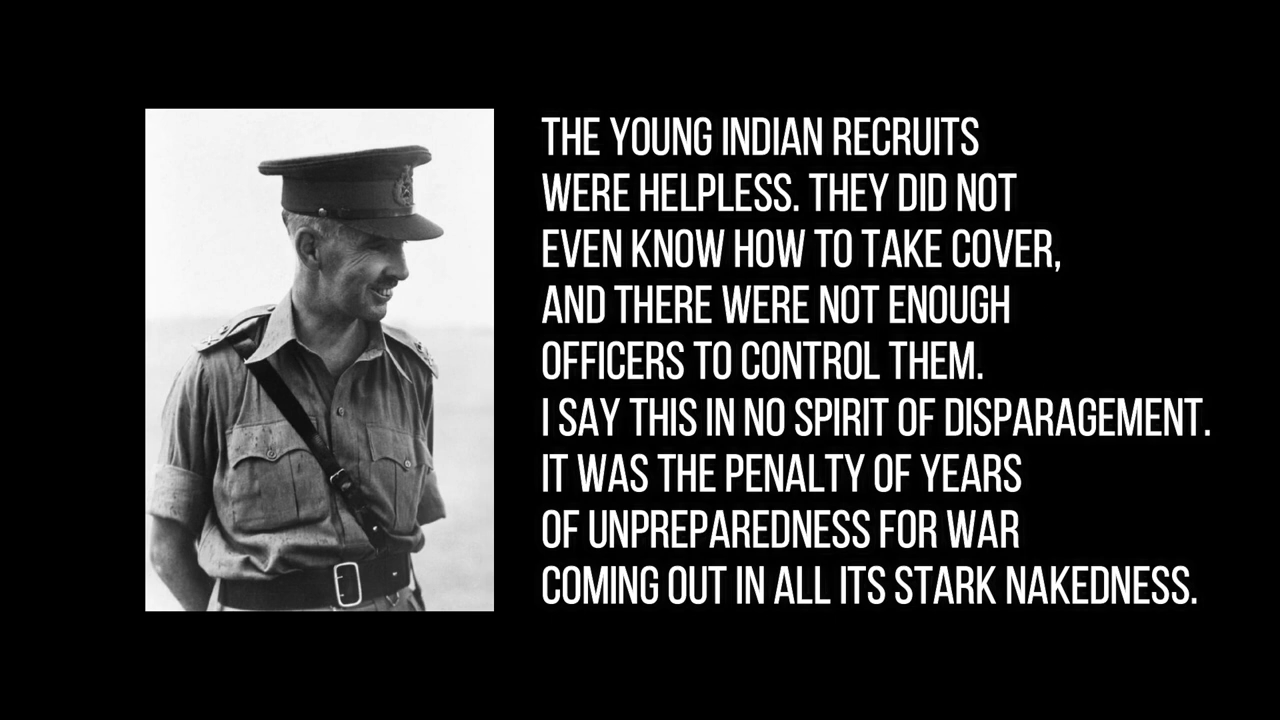 THE YOUNG INDIAN RECRUITS
WERE HELPLESS. THEY DID NOT
EVEN KNOW HOW TO TAKE COVER,
AND THERE WERE NOT ENOUGH
OFFICERS TO CONTROL THEM.
I SAY THIS IN NO SPIRIT OF DISPARAGEMENT.
IT WAS THE PENALTY OF YEARS
OF UNPREPAREDNESS FOR WAR
COMING OUT IN ALL ITS STARK NAKEDNESS.